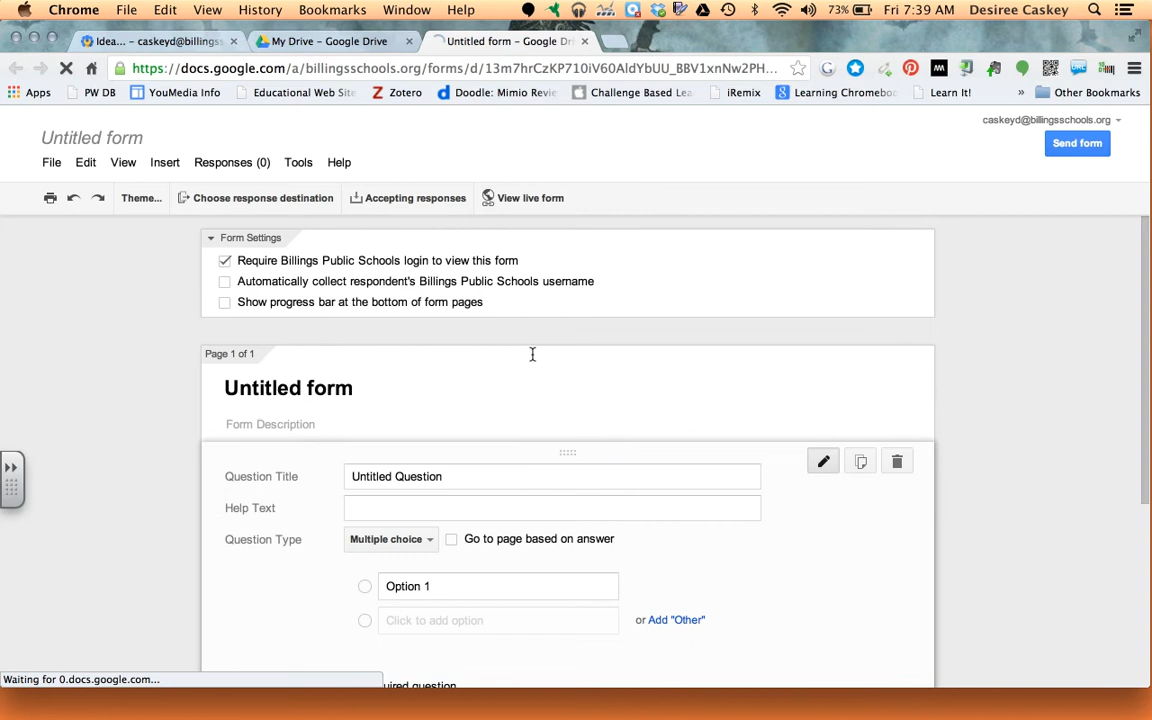 Chrome File Edit View History Bookmarks Window Help 73% Fri 7:39 AM Desiree Caskey
Idea... – caskeyd@billings My Drive – Google Drive Untitled form – Google Dri
https://docs.google.com/a/billingsschools.org/forms/d/13m7hrCzKP710iV60AldYbUU_BBV1xnNw2PH...
Apps PW DB YouMedia Info Educational Web Site Z Zotero Doodle: Mimio Revie Challenge Based Lea iRemix Learning Chromebo Learn It! » Other Bookmarks
Untitled form
caskeyd@billingsschools.org
File Edit View Insert Responses (0) Tools Help
Send form
Theme... Choose response destination Accepting responses View live form
Form Settings
Require Billings Public Schools login to view this form
Automatically collect respondent's Billings Public Schools username
Show progress bar at the bottom of form pages
Page 1 of 1
Untitled form
Form Description
Question Title Untitled Question
Help Text
Question Type Multiple choice Go to page based on answer
Option 1
Click to add option or Add "Other"
Waiting for 0.docs.google.com...
uired question